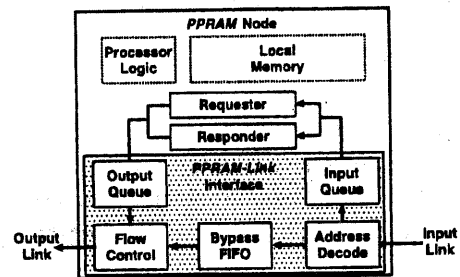 PPRAM Node
Processor
Logic
Local
Memory
Requester
Responder
PPRAM-Link
Interface
Output
Queue
Input
Queue
Output
Link
Flow
Control
Bypass
FIFO
Address
Decode
Input
Link